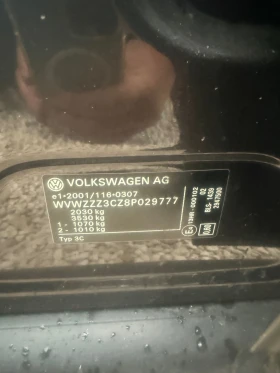 VOLKSWAGEN AG
e1-2001/116-0307
WVWZZZ3CZ8P029777
2030 kg
3530 kg
1 - 1070 kg
2 - 1010 kg
Typ 3C
02